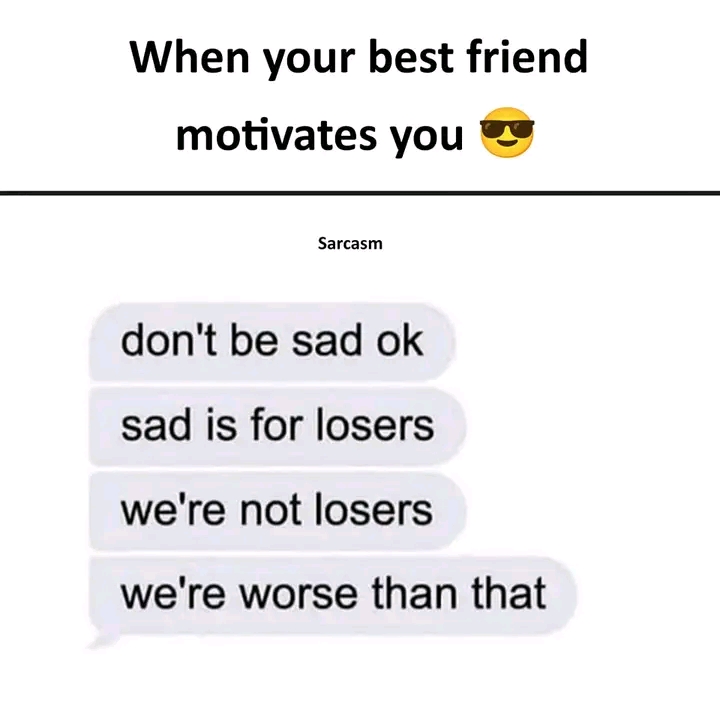 When your best friend
motivates you 😎
Sarcasm
don't be sad ok
sad is for losers
we're not losers
we're worse than that